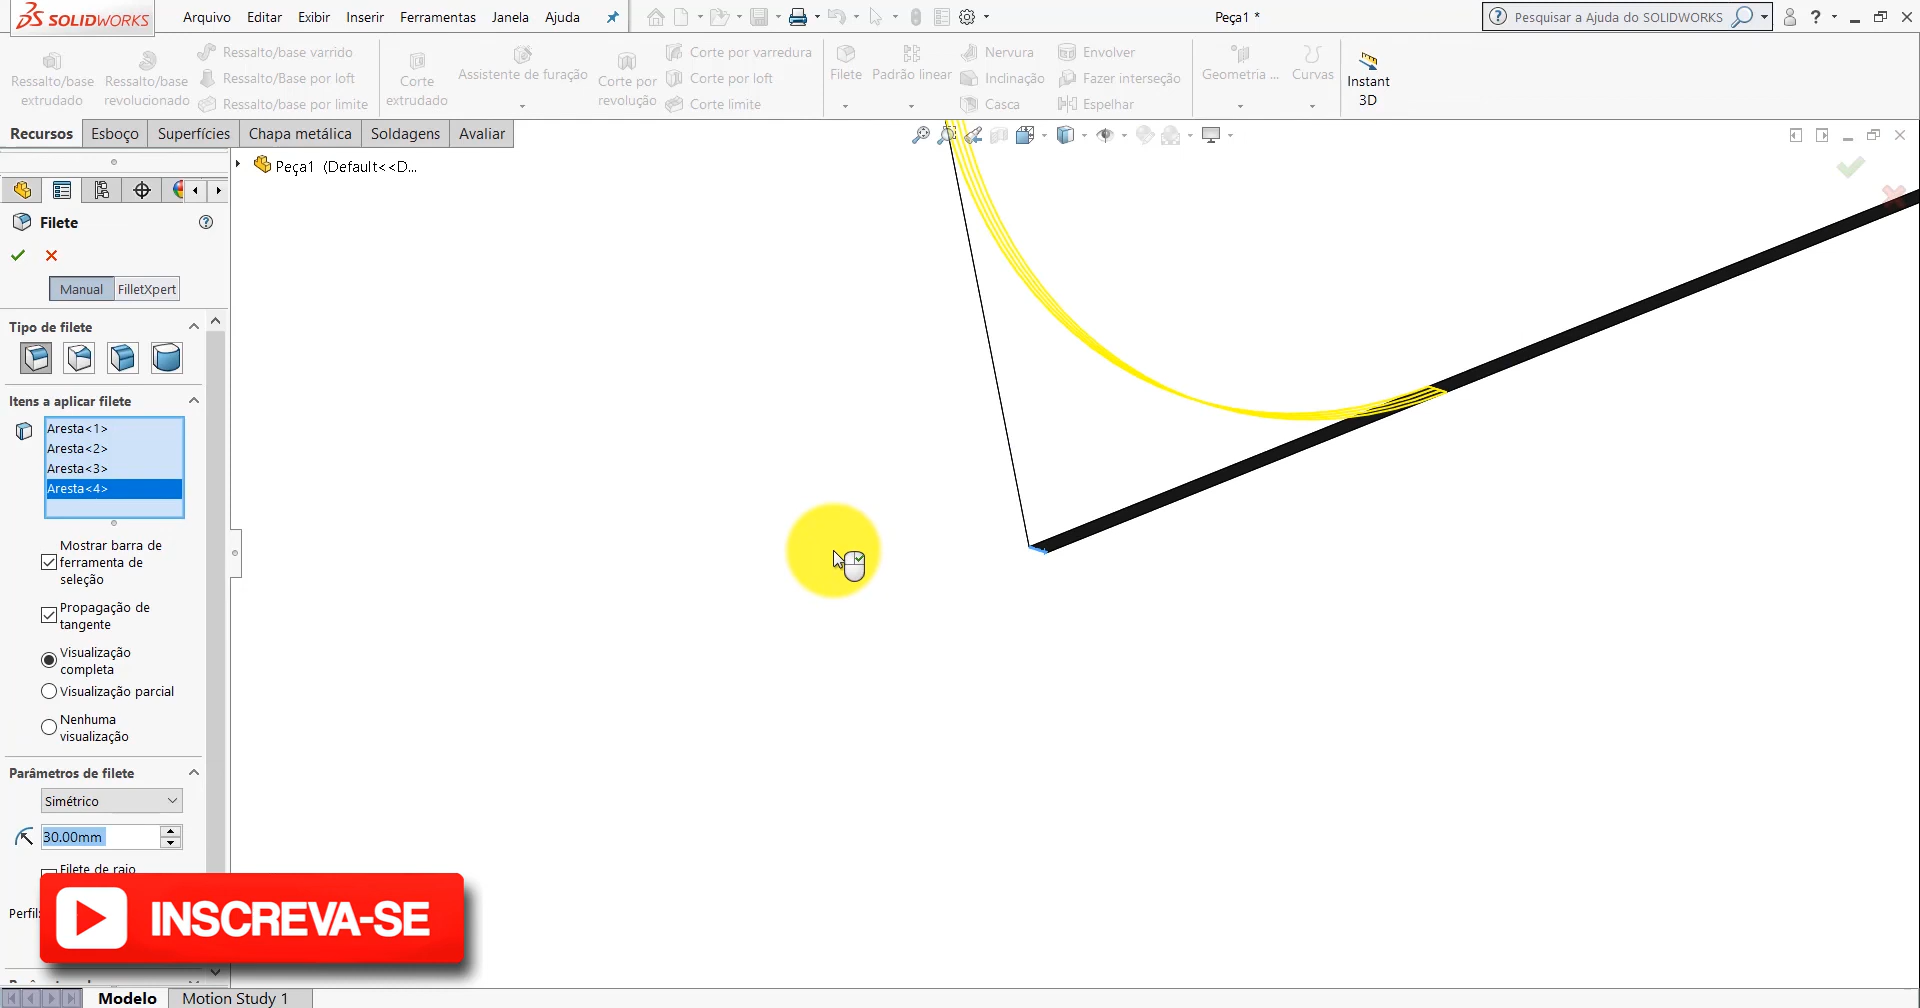 SOLIDWORKS
Arquivo Editar Exibir Inserir Ferramentas Janela Ajuda
Peça1 *
Pesquisar a Ajuda do SOLIDWORKS
Ressalto/base extrudado
Ressalto/base revolucionado
Ressalto/base varrido
Ressalto/Base por loft
Ressalto/base por limite
Corte extrudado
Assistente de furação
Corte por revolução
Corte por varredura
Corte por loft
Corte limite
Filete
Padrão linear
Nervura
Inclinação
Casca
Envolver
Fazer interseção
Espelhar
Geometria ...
Curvas
Instant 3D
Recursos Esboço Superfícies Chapa metálica Soldagens Avaliar
Peça1 (Default<<D...
Filete
Manual FilletXpert
Tipo de filete
Itens a aplicar filete
Aresta<1>
Aresta<2>
Aresta<3>
Aresta<4>
Mostrar barra de
ferramenta de
seleção
Propagação de
tangente
Visualização
completa
Visualização parcial
Nenhuma
visualização
Parâmetros de filete
Simétrico
30.00mm
Filete de raio
Perfil:
INSCREVA-SE
Modelo Motion Study 1